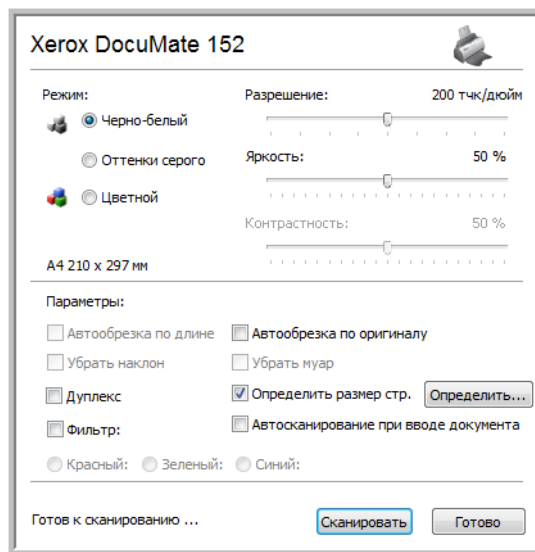 Xerox DocuMate 152
Режим:
Разрешение: 200 тчк/дюйм
Черно-белый
Оттенки серого
Яркость: 50 %
Цветной
Контрастность: 50 %
A4 210 x 297 мм
Параметры:
Автообрезка по длине Автообрезка по оригиналу
Убрать наклон Убрать муар
Дуплекс Определить размер стр. Определить...
Фильтр: Автосканирование при вводе документа
Красный: Зеленый: Синий:
Готов к сканированию ... Сканировать Готово